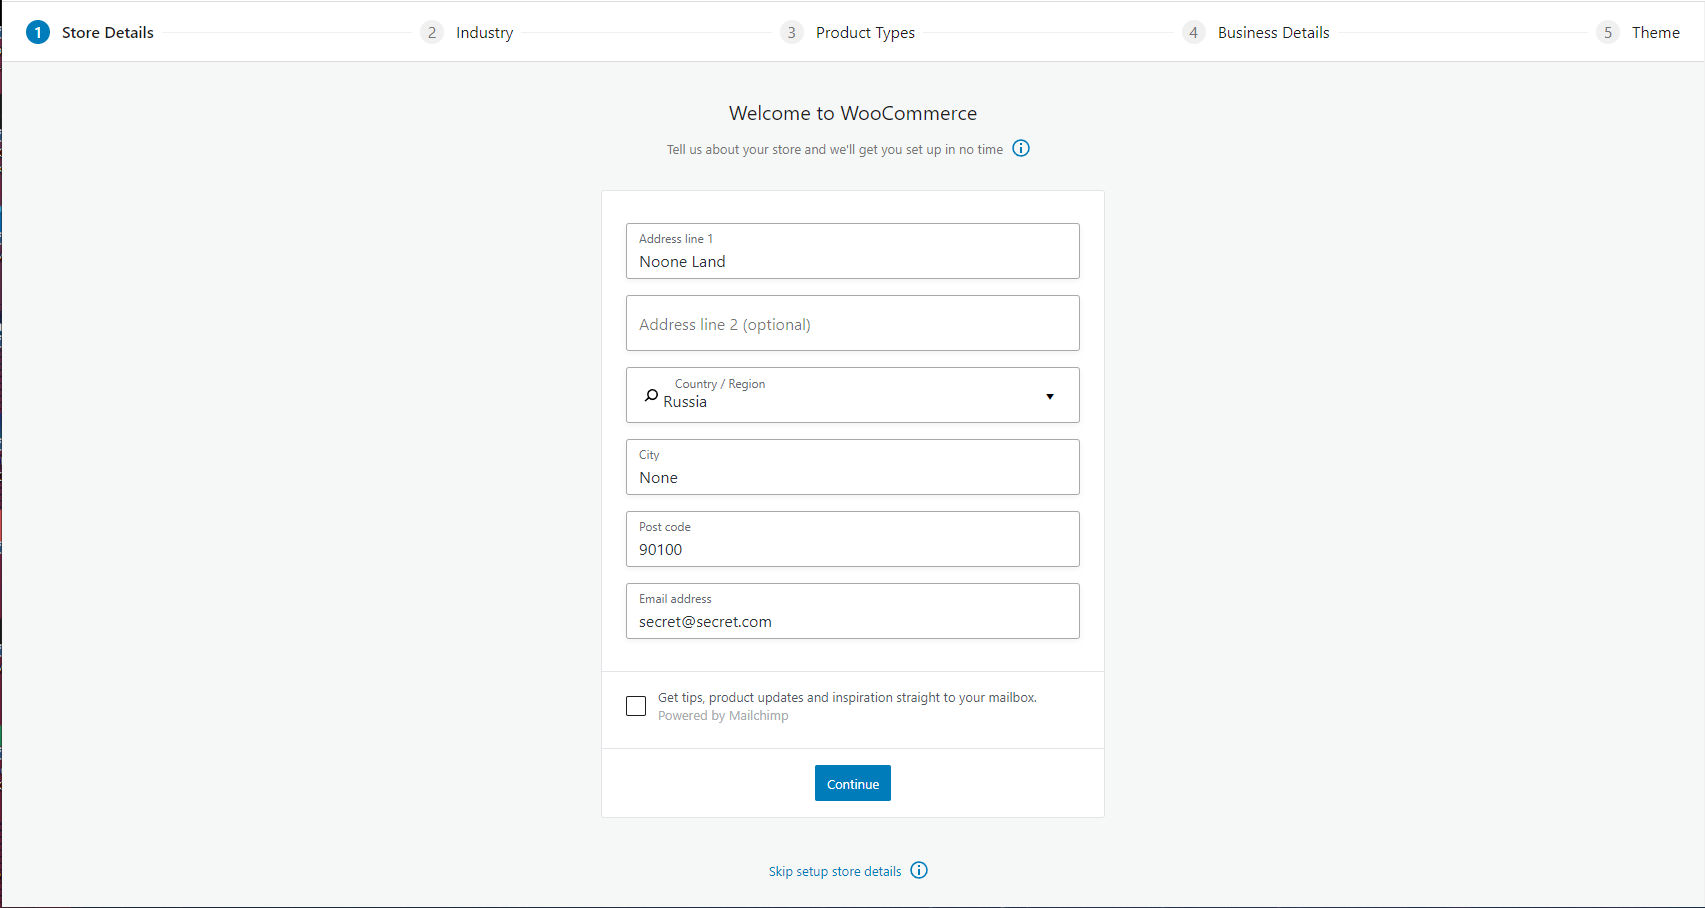 1 Store Details 2 Industry 3 Product Types 4 Business Details 5 Theme
Welcome to WooCommerce
Tell us about your store and we'll get you set up in no time
Address line 1
Noone Land
Address line 2 (optional)
Country / Region
Russia
City
None
Post code
90100
Email address
secret@secret.com
Get tips, product updates and inspiration straight to your mailbox.
Powered by Mailchimp
Continue
Skip setup store details